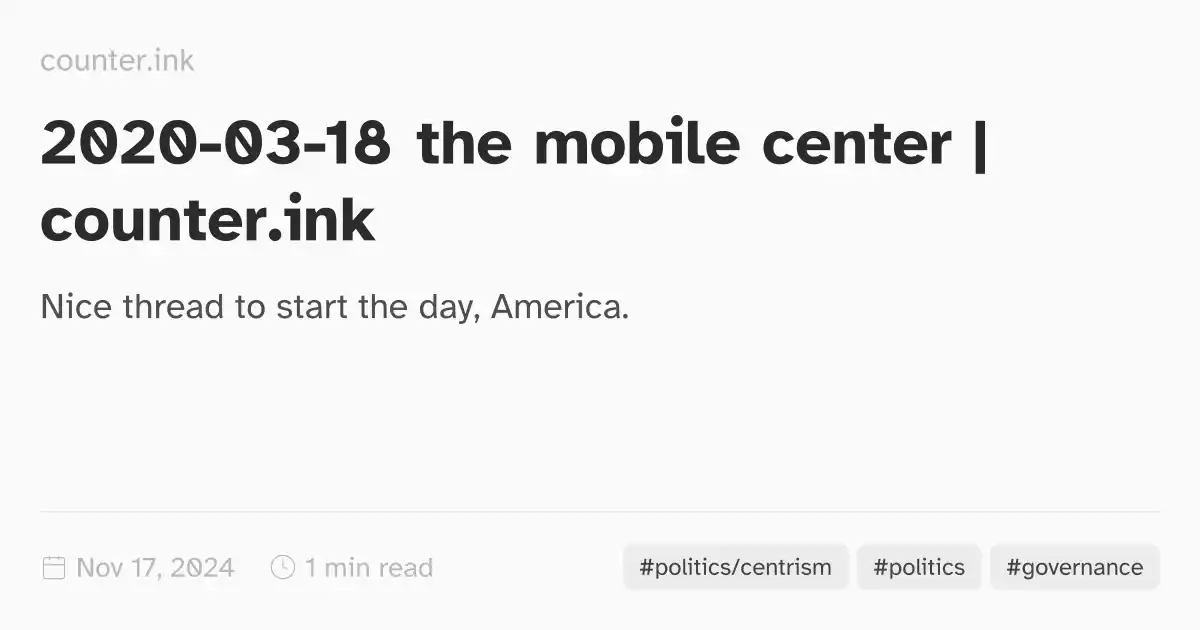 counter.ink
2020-03-18 the mobile center |
counter.ink
Nice thread to start the day, America.
Nov 17, 2024 1 min read #politics/centrism #politics #governance